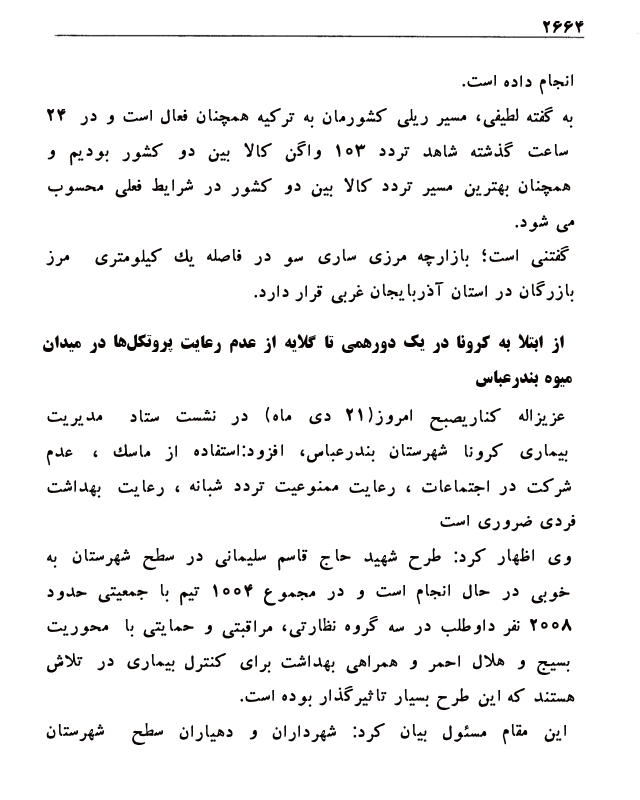 ۲۶۶۴
انجام داده است.
به گفته لطیفی، مسیر ریلی کشورمان به ترکیه همچنان فعال است و در ۲۴
ساعت گذشته شاهد تردد ۱۰۳ واگن کالا بین دو کشور بودیم و
همچنان بهترین مسیر تردد کالا بین دو کشور در شرایط فعلی محسوب
می شود.
گفتنی است؛ بازارچه مرزی ساری سو در فاصله یك کیلومتری مرز
بازرگان در استان آذربایجان غربی قرار دارد.
از ابتلا به کرونا در یک دورهمی تا گلایه از عدم رعایت پروتکل‌ها در میدان
میوه بندرعباس
عزیزاله کناریصبح امروز(۲۱ دی ماه) در نشست ستاد مدیریت
بیماری کرونا شهرستان بندرعباس، افزود:استفاده از ماسك ، عدم
شرکت در اجتماعات ، رعایت ممنوعیت تردد شبانه ، رعایت بهداشت
فردی ضروری است
وی اظهار کرد: طرح شهید حاج قاسم سلیمانی در سطح شهرستان به
خوبی در حال انجام است و در مجموع ۱۰۰۴ تیم با جمعیتی حدود
۲۰۰۸ نفر داوطلب در سه گروه نظارتی، مراقبتی و حمایتی با محوریت
بسیج و هلال احمر و همراهی بهداشت برای کنترل بیماری در تلاش
هستند که این طرح بسیار تاثیرگذار بوده است.
این مقام مسئول بیان کرد: شهرداران و دهیاران سطح شهرستان